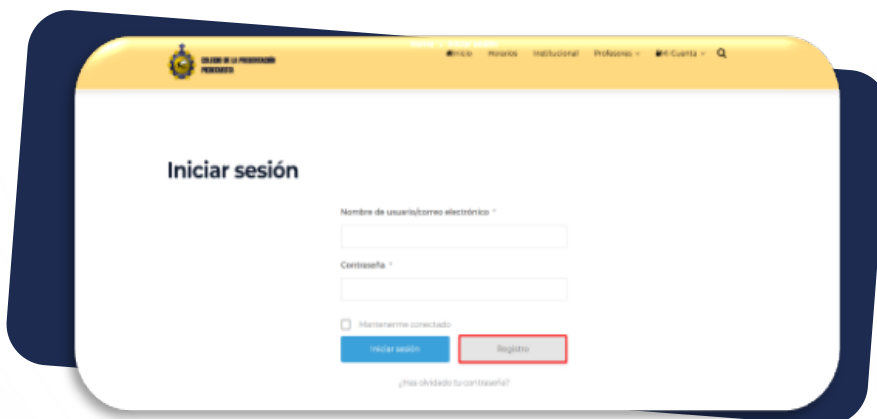 COLEGIO DE LA PRESENTACIÓN
PIEDECUESTA
Inicio Horarios Institucional Profesores Mi Cuenta
Iniciar sesión
Nombre de usuario/correo electrónico *
Contraseña *
Mantenerme conectado
Iniciar sesión Registro
¿Has olvidado tu contraseña?